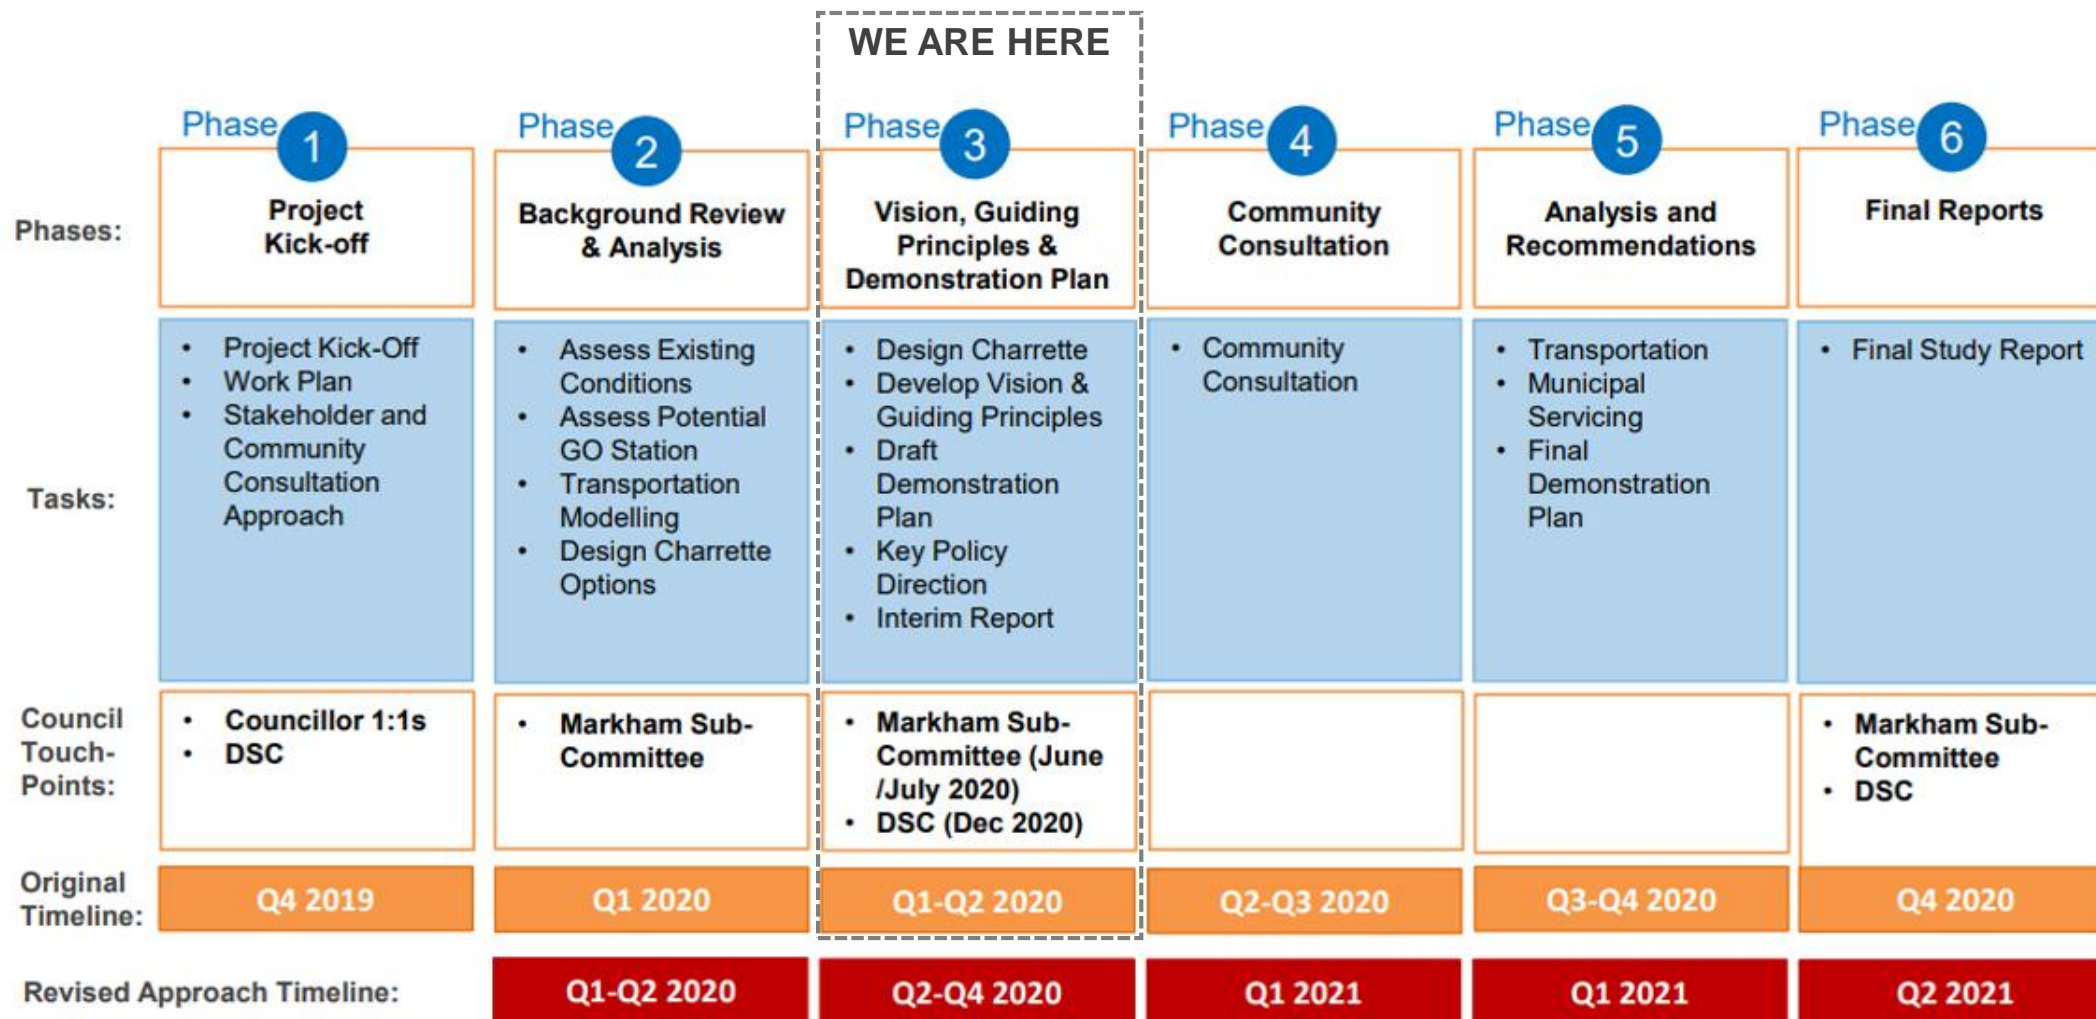 WE ARE HERE
Phase 1
Phase 2
Phase 3
Phase 4
Phase 5
Phase 6
Phases:
Project
Kick-off
Background Review
& Analysis
Vision, Guiding
Principles &
Demonstration Plan
Community
Consultation
Analysis and
Recommendations
Final Reports
Tasks:
• Project Kick-Off
• Work Plan
• Stakeholder and
Community
Consultation
Approach
• Assess Existing
Conditions
• Assess Potential
GO Station
• Transportation
Modelling
• Design Charrette
Options
• Design Charrette
• Develop Vision &
Guiding Principles
• Draft
Demonstration
Plan
• Key Policy
Direction
• Interim Report
• Community
Consultation
• Transportation
• Municipal
Servicing
• Final
Demonstration
Plan
• Final Study Report
Council
Touch-
Points:
• Councillor 1:1s
• DSC
• Markham Sub-
Committee
• Markham Sub-
Committee (June
/July 2020)
• DSC (Dec 2020)
• Markham Sub-
Committee
• DSC
Original
Timeline:
Q4 2019
Q1 2020
Q1-Q2 2020
Q2-Q3 2020
Q3-Q4 2020
Q4 2020
Revised Approach Timeline:
Q1-Q2 2020
Q2-Q4 2020
Q1 2021
Q1 2021
Q2 2021